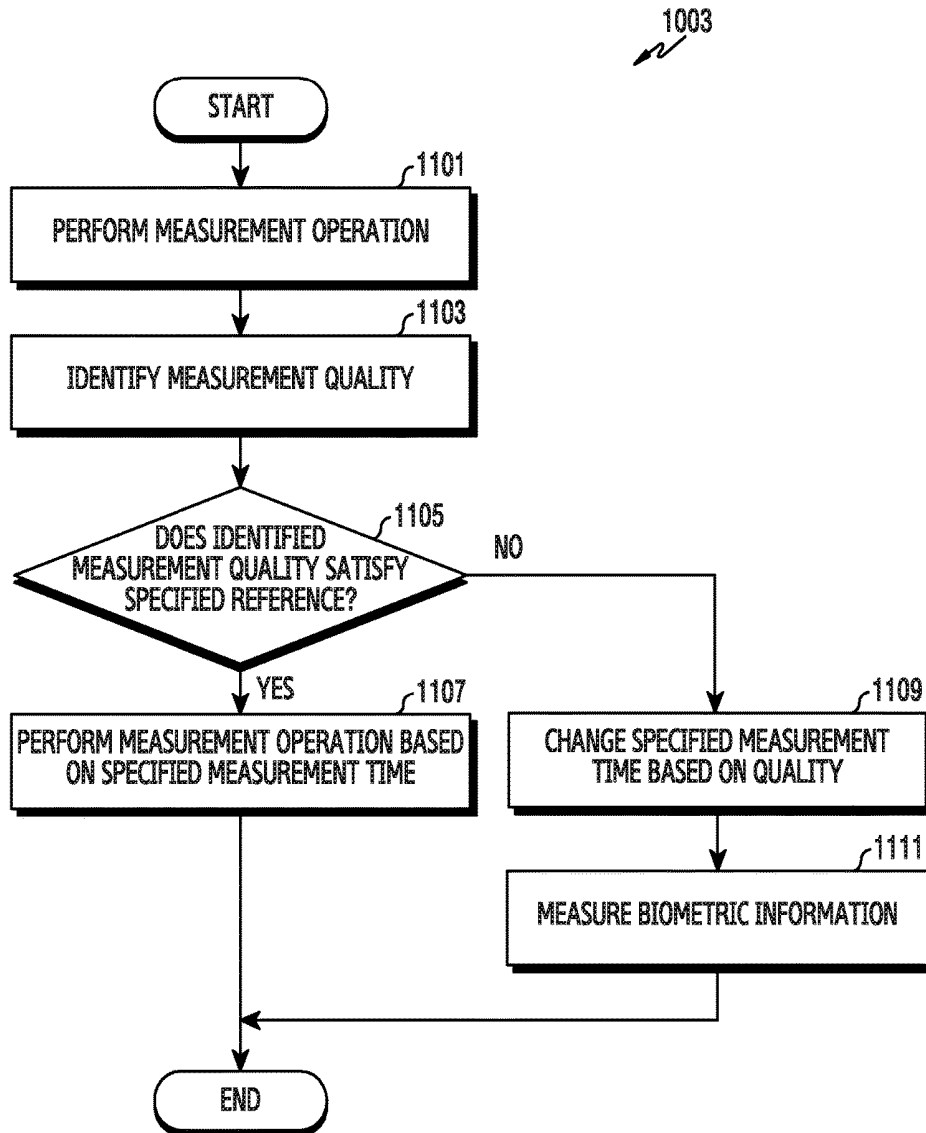 1003
START
1101
PERFORM MEASUREMENT OPERATION
1103
IDENTIFY MEASUREMENT QUALITY
1105
DOES IDENTIFIED
MEASUREMENT QUALITY SATISFY
SPECIFIED REFERENCE?
NO
YES
1107
PERFORM MEASUREMENT OPERATION BASED
ON SPECIFIED MEASUREMENT TIME
1109
CHANGE SPECIFIED MEASUREMENT
TIME BASED ON QUALITY
1111
MEASURE BIOMETRIC INFORMATION
END